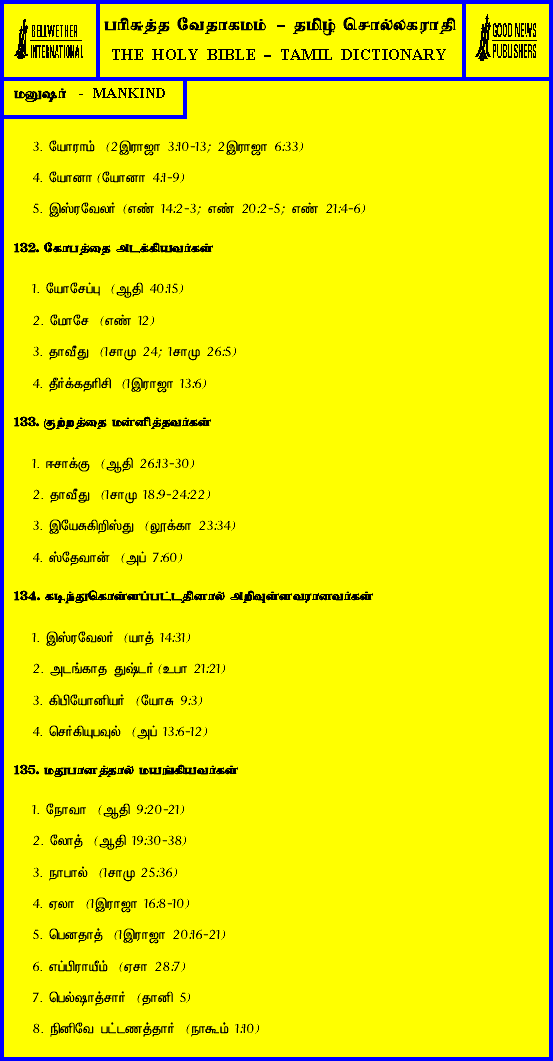 BELLWETHER
INTERNATIONAL
பரிசுத்த வேதாகமம் – தமிழ் சொல்லகராதி
THE HOLY BIBLE – TAMIL DICTIONARY
GOOD NEWS
PUBLISHERS
மனுஷர் - MANKIND
3. யோராம் (2இராஜா 3:10-13; 2இராஜா 6:33)
4. யோனா (யோனா 4:1-9)
5. இஸ்ரவேலர் (எண் 14:2-3; எண் 20:2-5; எண் 21:4-6)
132. கோபத்தை அடக்கியவர்கள்
1. யோசேப்பு (ஆதி 40:15)
2. மோசே (எண் 12)
3. தாவீது (1சாமு 24; 1சாமு 26:5)
4. தீர்க்கதரிசி (1இராஜா 13:6)
133. குற்றத்தை மன்னித்தவர்கள்
1. ஈசாக்கு (ஆதி 26:13-30)
2. தாவீது (1சாமு 18:9-24:22)
3. இயேசுகிறிஸ்து (லூக்கா 23:34)
4. ஸ்தேவான் (அப் 7:60)
134. கடிந்துகொள்ளப்பட்டதினால் அறிவுள்ளவரானவர்கள்
1. இஸ்ரவேலர் (யாத் 14:31)
2. அடங்காத துஷ்டர் (உபா 21:21)
3. கிபியோனியர் (யோசு 9:3)
4. செர்கியுபவுல் (அப் 13:6-12)
135. மதுபானத்தால் மயங்கியவர்கள்
1. நோவா (ஆதி 9:20-21)
2. லோத் (ஆதி 19:30-38)
3. நாபால் (1சாமு 25:36)
4. ஏலா (1இராஜா 16:8-10)
5. பெனதாத் (1இராஜா 20:16-21)
6. எப்பிராயீம் (ஏசா 28:7)
7. பெல்ஷாத்சார் (தானி 5)
8. நினிவே பட்டணத்தார் (நாகூம் 1:10)